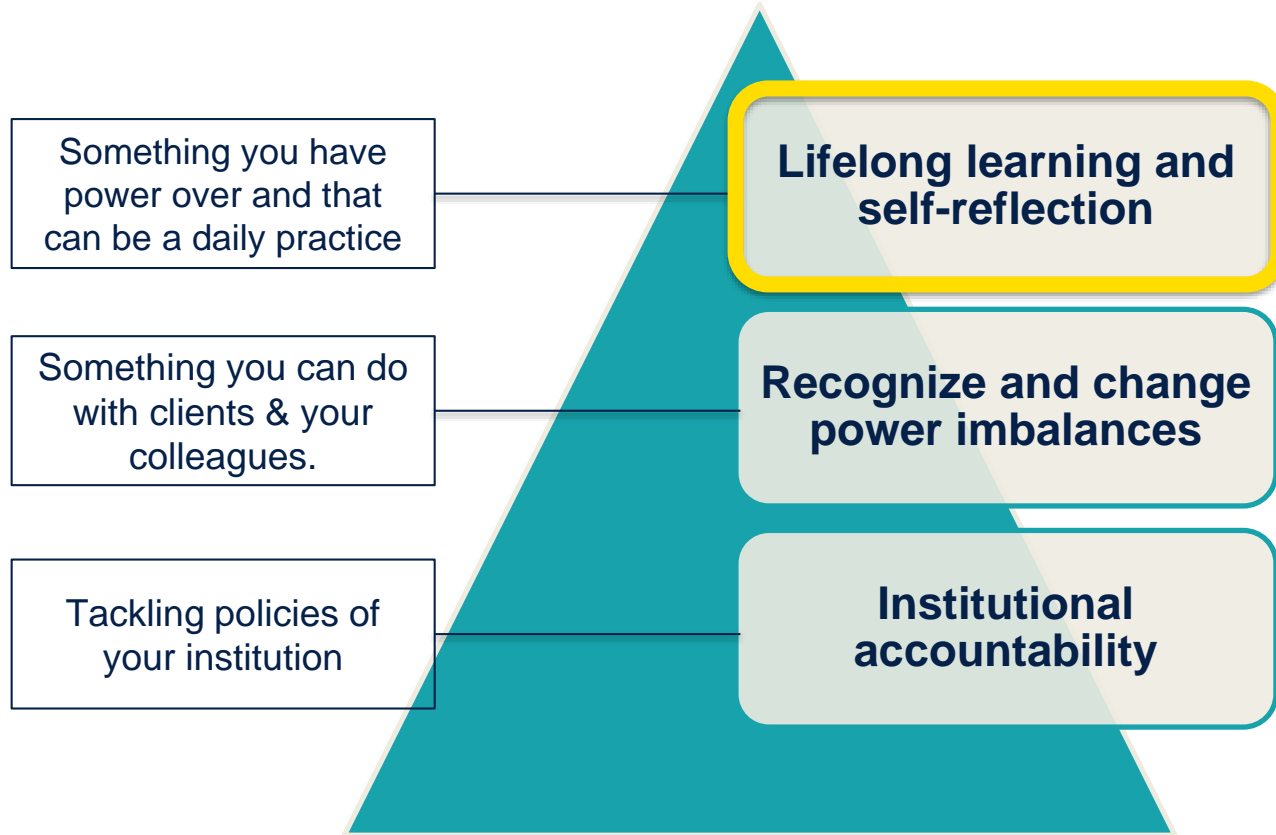 Something you have
power over and that
can be a daily practice
Lifelong learning and
self-reflection
Something you can do
with clients & your
colleagues.
Recognize and change
power imbalances
Tackling policies of
your institution
Institutional
accountability